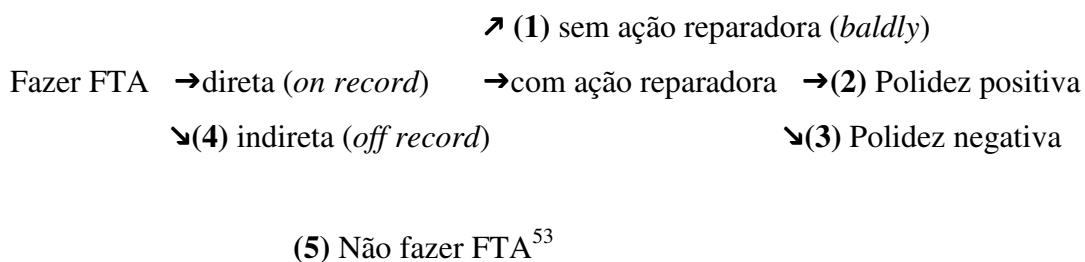 ↗ (1) sem ação reparadora (baldly)
Fazer FTA →direta (on record) →com ação reparadora →(2) Polidez positiva
↘(4) indireta (off record) ↘(3) Polidez negativa
(5) Não fazer FTA53